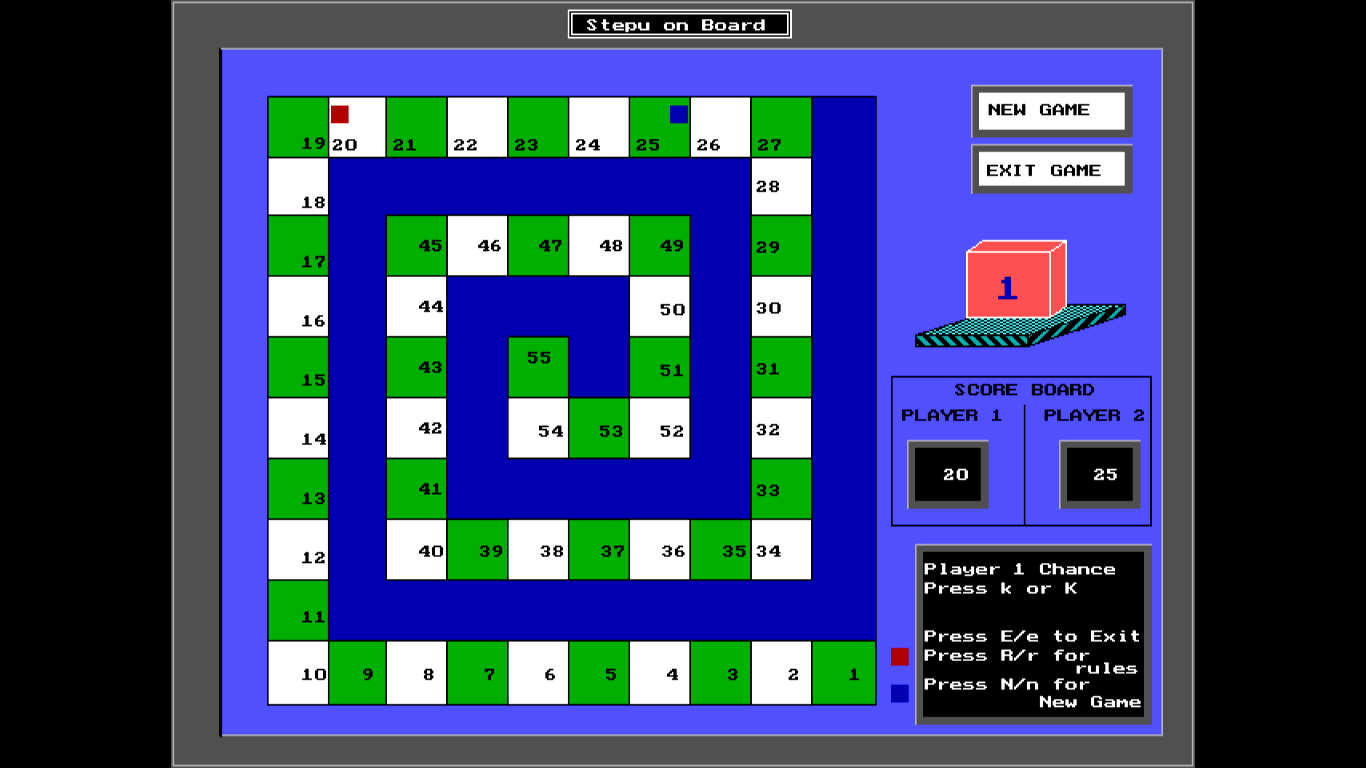 Stepu on Board
19 20 21 22 23 24 25 26 27
NEW GAME
EXIT GAME
18 28
17 45 46 47 48 49 29
16 44 50 30
1
15 43 55 51 31
SCORE BOARD
PLAYER 1 PLAYER 2
14 42 54 53 52 32
20 25
13 41 33
12 40 39 38 37 36 35 34
11
10 9 8 7 6 5 4 3 2 1
Player 1 Chance
Press k or K
Press E/e to Exit
Press R/r for
rules
Press N/n for
New Game